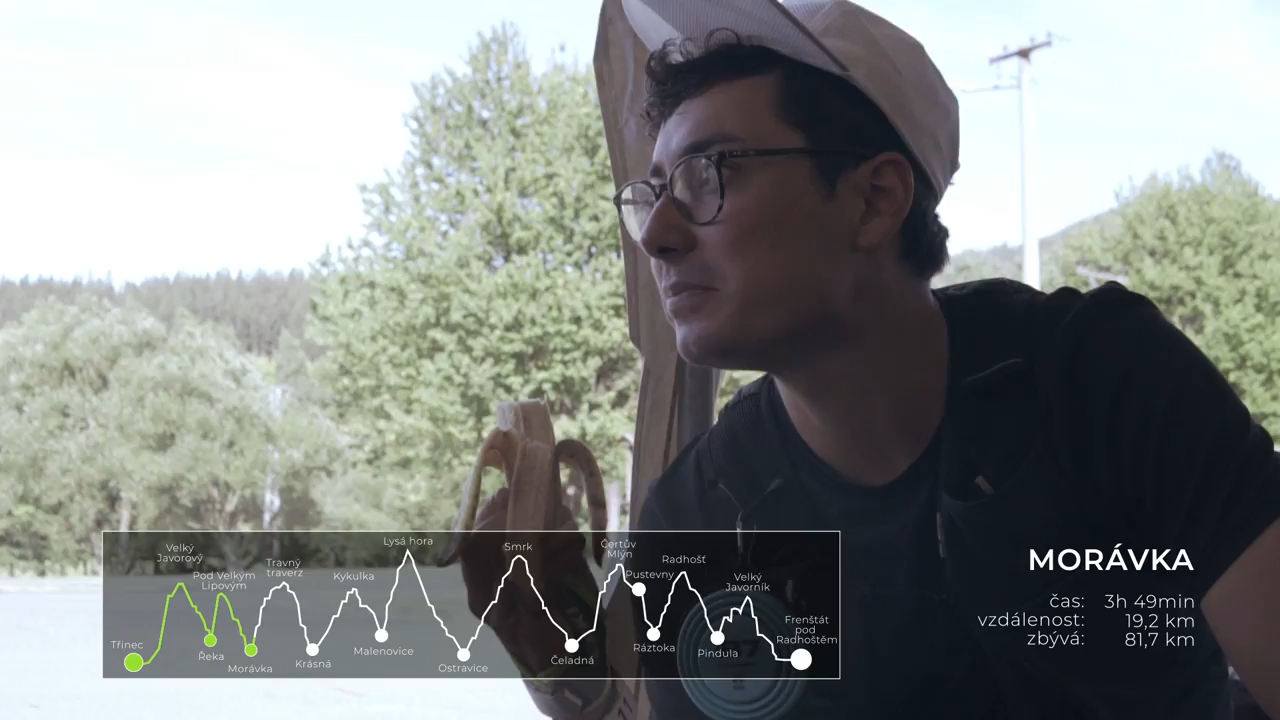 Velký
Javorový
Pod Velkým
Lipovým
Travný
traverz
Kykulka
Lysá hora
Smrk
Čertův
Mlýn
Pustevny
Radhošť
Velký
Javorník
Třinec
Řeka
Morávka
Krásná
Malenovice
Ostravice
Čeladná
Ráztoka
Pindula
Frenštát
pod
Radhoštěm
MORÁVKA
čas: 3h 49min
vzdálenost: 19,2 km
zbývá: 81,7 km